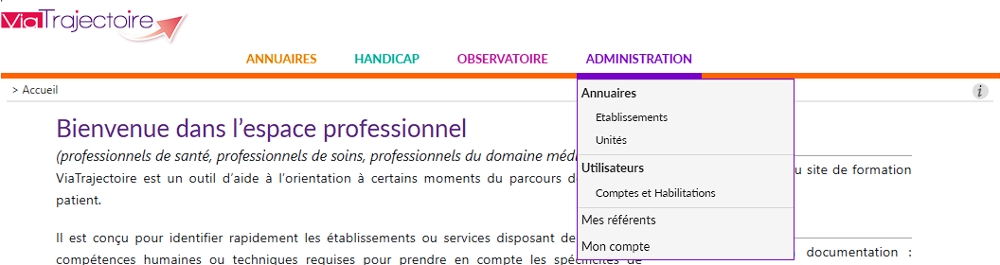 ViaTrajectoire
ANNUAIRES HANDICAP OBSERVATOIRE ADMINISTRATION
> Accueil
i
Annuaires
Etablissements
Unités
Utilisateurs
Comptes et Habilitations
Mes référents
Mon compte
Bienvenue dans l’espace professionnel
(professionnels de santé, professionnels de soins, professionnels du domaine méd
ViaTrajectoire est un outil d’aide à l’orientation à certains moments du parcours d
patient.
Il est conçu pour identifier rapidement les établissements ou services disposant de
compétences humaines ou techniques requises pour prendre en compte les spécificités de
u site de formation
documentation :